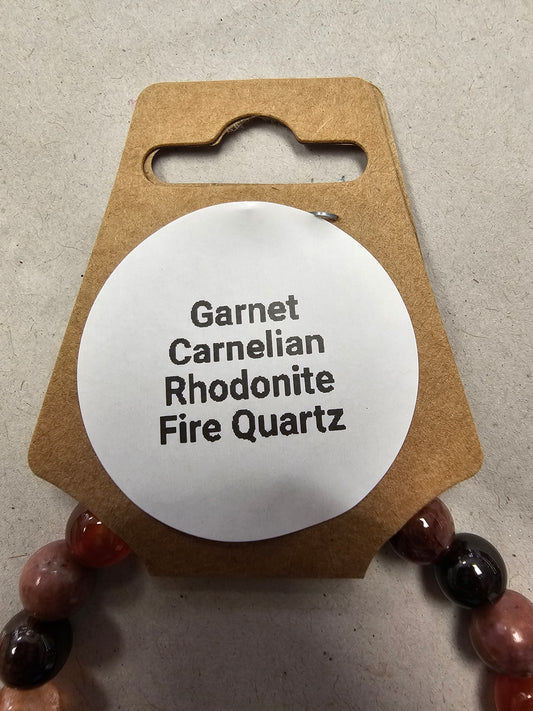 Garnet
Carnelian
Rhodonite
Fire Quartz